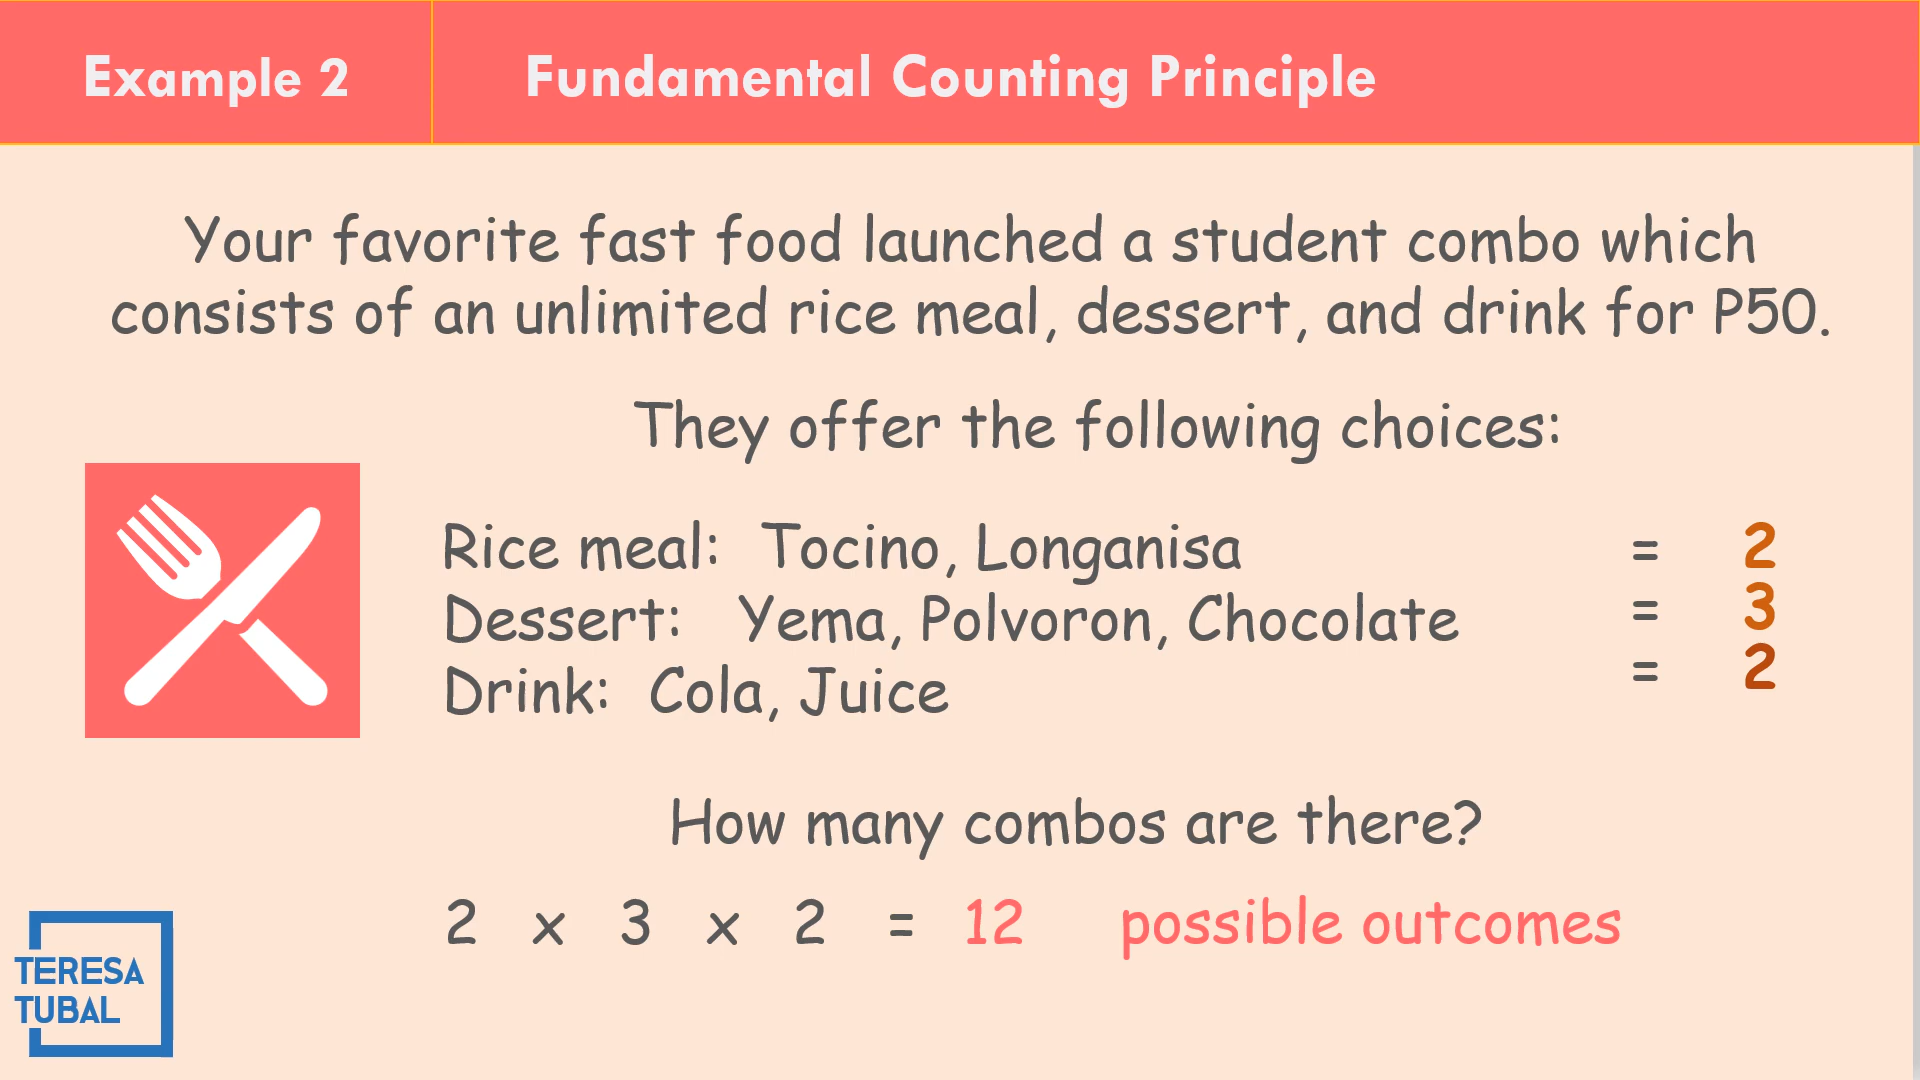 Example 2
Fundamental Counting Principle
Your favorite fast food launched a student combo which
consists of an unlimited rice meal, dessert, and drink for P50.
They offer the following choices:
Rice meal: Tocino, Longanisa = 2
Dessert: Yema, Polvoron, Chocolate = 3
Drink: Cola, Juice = 2
How many combos are there?
2 x 3 x 2 = 12 possible outcomes
TERESA
TUBAL